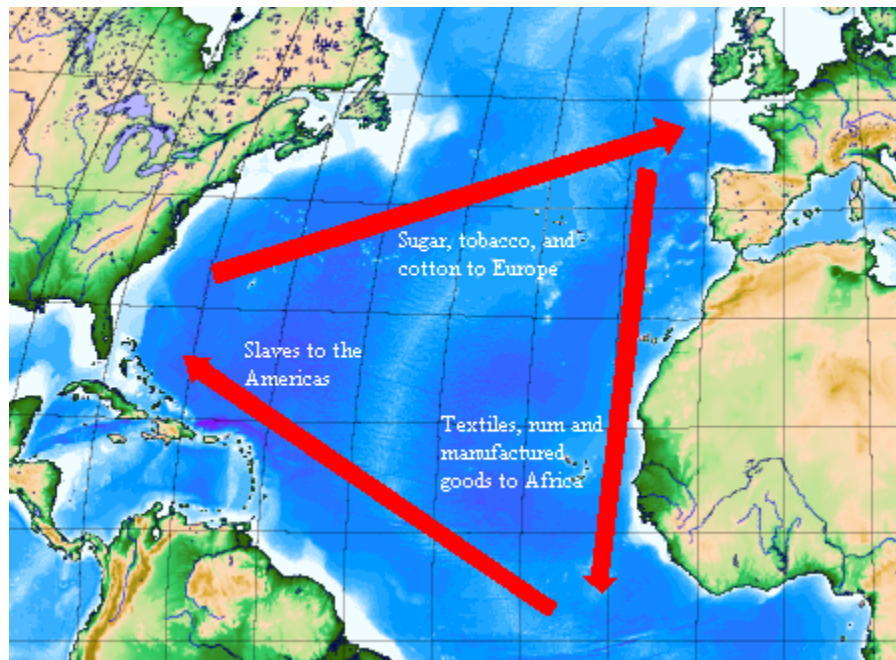 Sugar, tobacco, and
cotton to Europe
Slaves to the
Americas
Textiles, rum and
manufactured
goods to Africa